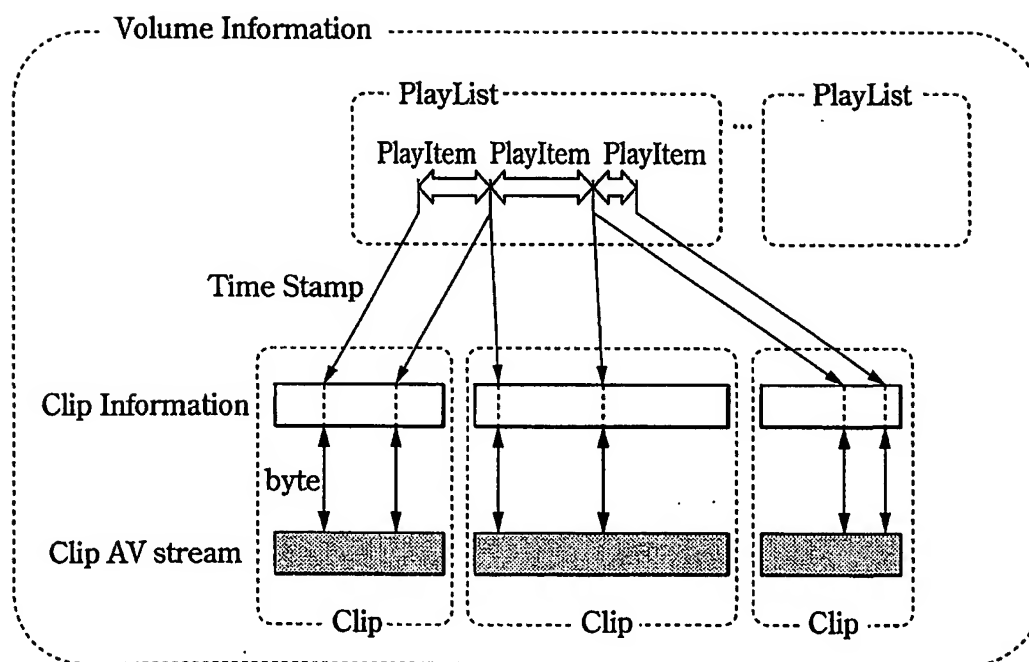 Volume Information
PlayList
PlayList
...
PlayItem PlayItem PlayItem
Time Stamp
Clip Information
byte
Clip AV stream
Clip
Clip
Clip